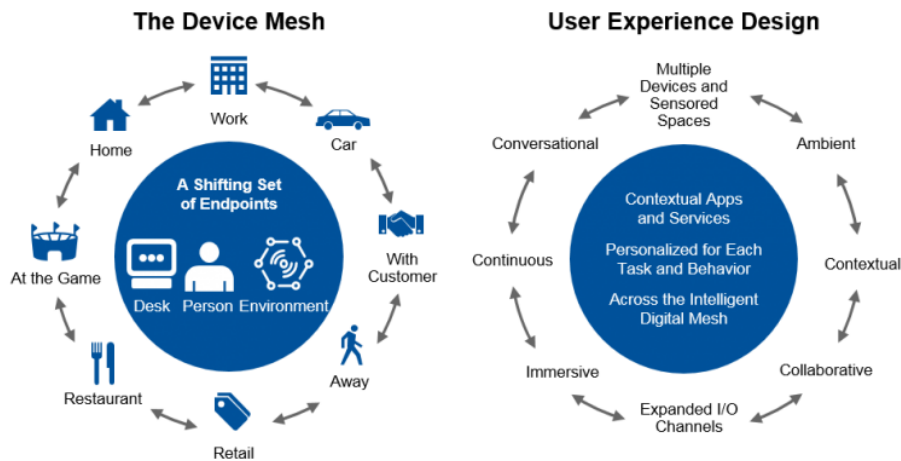 The Device Mesh
Work
Car
With
Customer
Away
Retail
Restaurant
At the Game
Home
A Shifting Set
of Endpoints
Desk
Person
Environment
User Experience Design
Multiple
Devices and
Sensored
Spaces
Ambient
Contextual
Collaborative
Expanded I/O
Channels
Immersive
Continuous
Conversational
Contextual Apps
and Services
Personalized for Each
Task and Behavior
Across the Intelligent
Digital Mesh